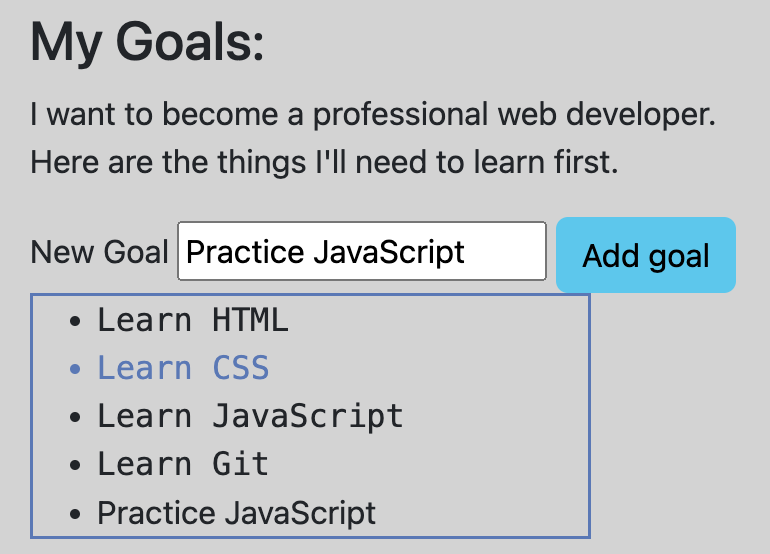 My Goals:
I want to become a professional web developer.
Here are the things I'll need to learn first.
New Goal Practice JavaScript Add goal
• Learn HTML
• Learn CSS
• Learn JavaScript
• Learn Git
• Practice JavaScript